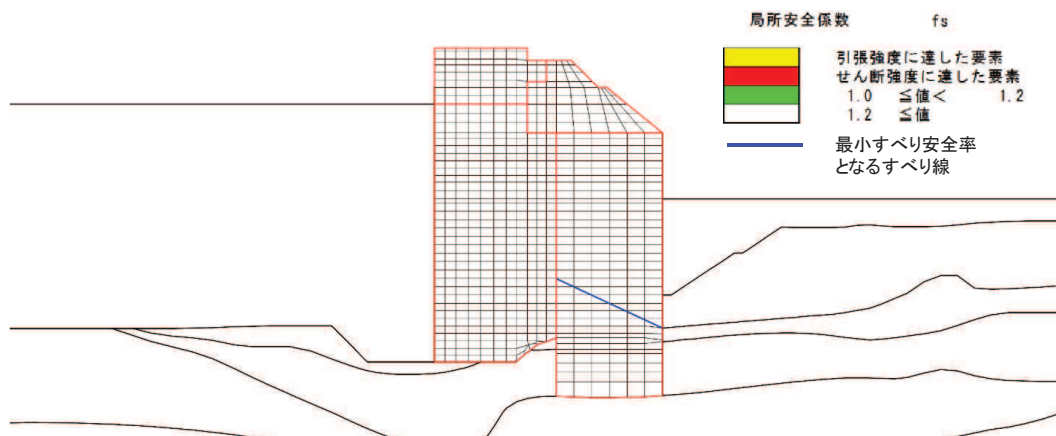 局所安全係数 fs
引張強度に達した要素
せん断強度に達した要素
1.0 ≦値< 1.2
1.2 ≦値
最小すべり安全率
となるすべり線